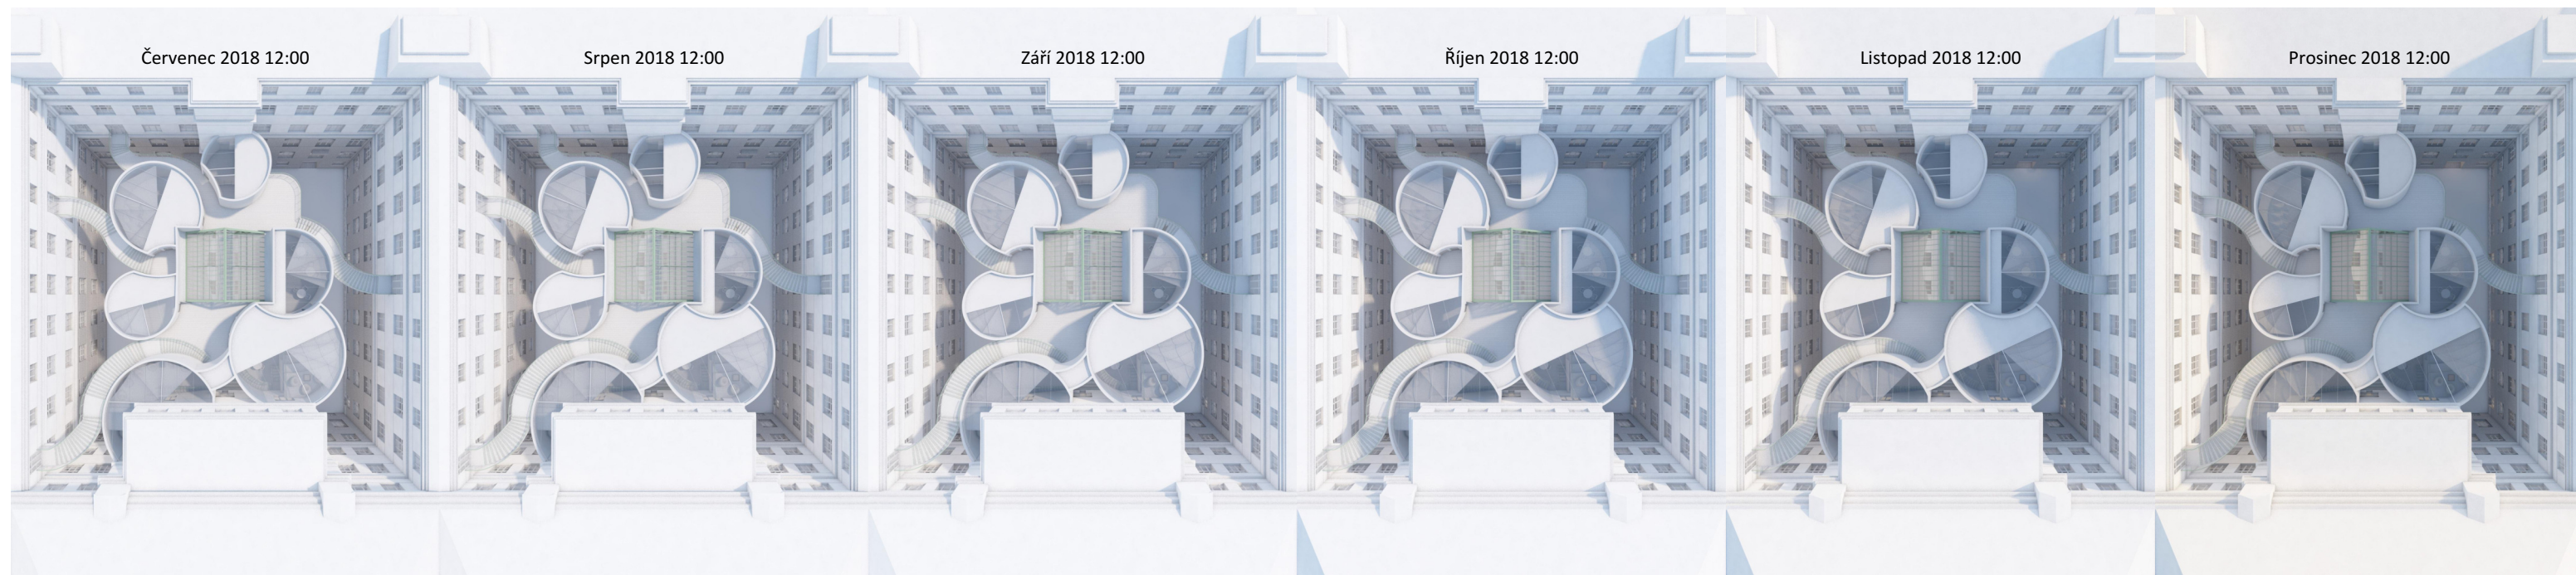 Červenec 2018 12:00
Srpen 2018 12:00
Září 2018 12:00
Říjen 2018 12:00
Listopad 2018 12:00
Prosinec 2018 12:00